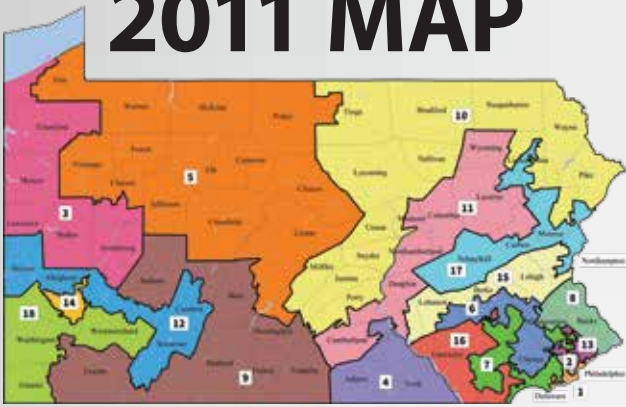 2011 MAP
Erie
Warren
McKean
Potter
Tioga
Bradford
Susquehanna
10
Wayne
Crawford
Forest
Wyoming
Sullivan
Pike
Venango
Elk
Cameron
5
Lycoming
Mercer
Clarion
Clinton
Luzerne
3
Jefferson
Columbia
11
Lawrence
Butler
Clearfield
Centre
Union
Monroe
Armstrong
Snyder
Northumberland
Carbon
Schuylkill
17
Northampton
Mifflin
Juniata
Dauphin
15
Lehigh
Indiana
Blair
Perry
Lebanon
Berks
8
14
6
Bucks
18
12
Westmoreland
Huntingdon
Cumberland
16
13
Washington
Somerset
Lancaster
7
Chester
2
Philadelphia
Bedford
Fulton
Franklin
Adams
4
York
Greene
Fayette
9
Delaware
1